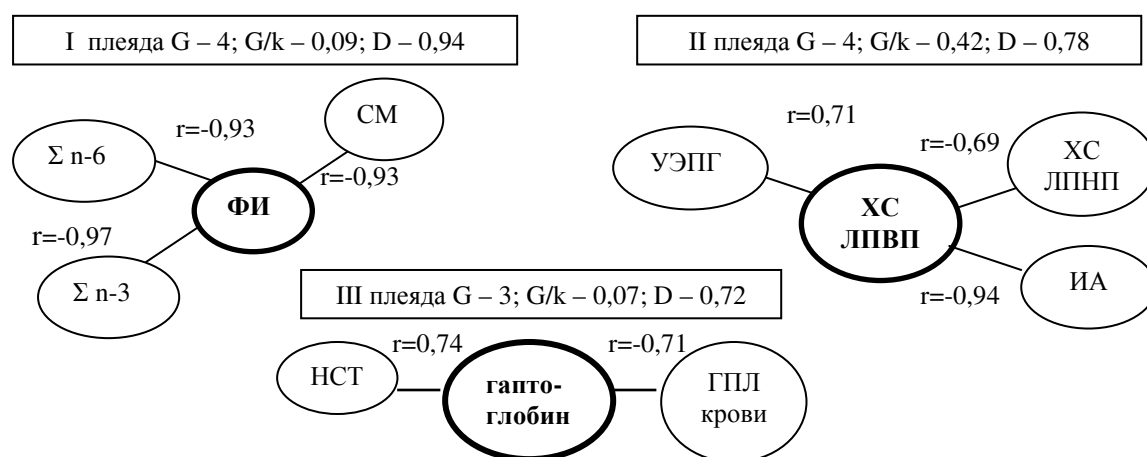 I плеяда G – 4; G/k – 0,09; D – 0,94
II плеяда G – 4; G/k – 0,42; D – 0,78
СМ
r=-0,93
Σ n-6
r=-0,93
ФИ
r=-0,97
Σ n-3
r=0,71
УЭПГ
r=-0,69
ХС
ЛПНП
ХС
ЛПВП
r=-0,94
ИА
III плеяда G – 3; G/k – 0,07; D – 0,72
r=0,74
r=-0,71
НСТ
гапто-
глобин
ГПЛ
крови